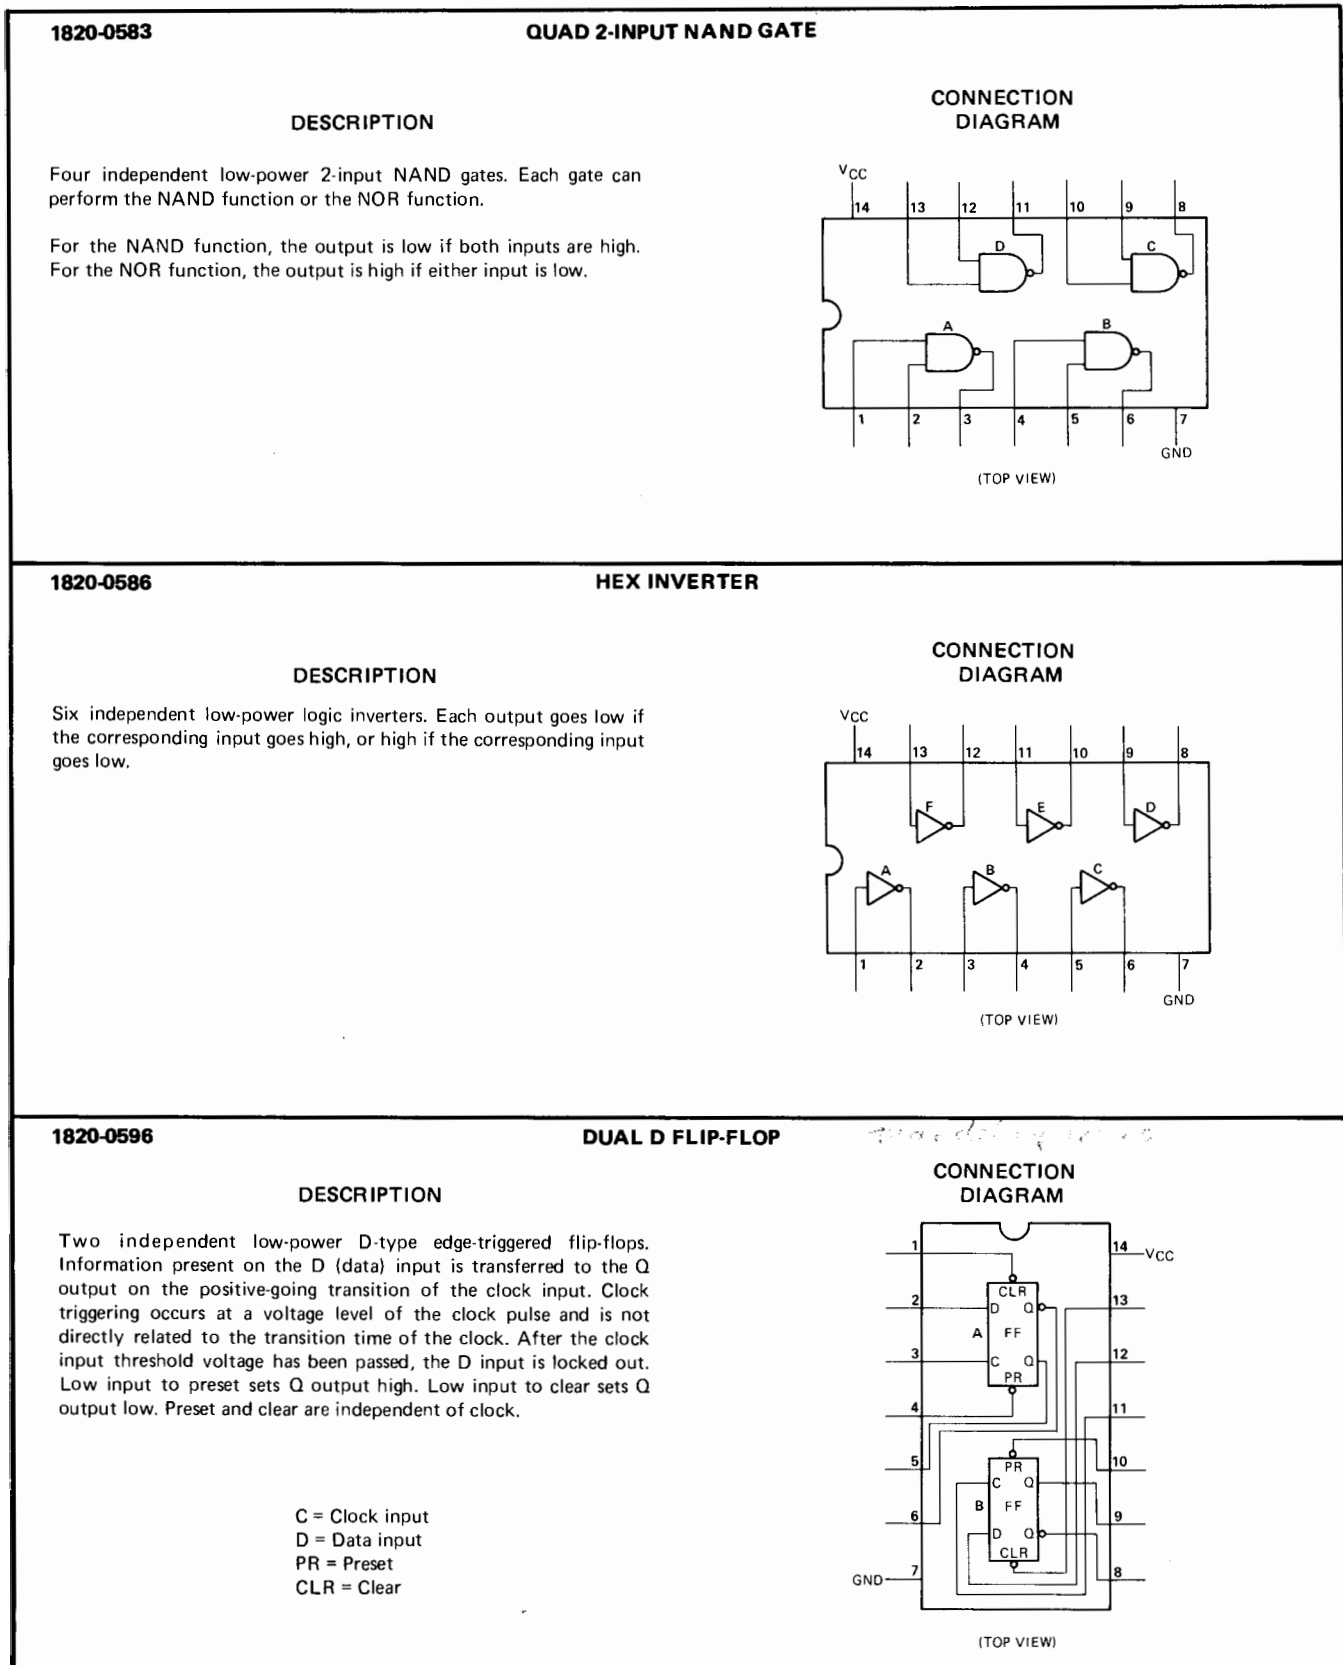 1820-0583 QUAD 2-INPUT NAND GATE
DESCRIPTION
Four independent low-power 2-input NAND gates. Each gate can
perform the NAND function or the NOR function.
For the NAND function, the output is low if both inputs are high.
For the NOR function, the output is high if either input is low.
CONNECTION
DIAGRAM
VCC
14 13 12 11 10 9 8
D C
A B
1 2 3 4 5 6 7
GND
(TOP VIEW)
1820-0586 HEX INVERTER
DESCRIPTION
Six independent low-power logic inverters. Each output goes low if
the corresponding input goes high, or high if the corresponding input
goes low.
CONNECTION
DIAGRAM
VCC
14 13 12 11 10 9 8
F E D
A B C
1 2 3 4 5 6 7
GND
(TOP VIEW)
1820-0596 DUAL D FLIP-FLOP
DESCRIPTION
Two independent low-power D-type edge-triggered flip-flops.
Information present on the D (data) input is transferred to the Q
output on the positive-going transition of the clock input. Clock
triggering occurs at a voltage level of the clock pulse and is not
directly related to the transition time of the clock. After the clock
input threshold voltage has been passed, the D input is locked out.
Low input to preset sets Q output high. Low input to clear sets Q
output low. Preset and clear are independent of clock.
C = Clock input
D = Data input
PR = Preset
CLR = Clear
CONNECTION
DIAGRAM
1 14 VCC
CLR
2 D Q 13
A FF
3 C Q 12
PR
4 11
5 10
PR
C Q
B FF
6 9
D Q
CLR
GND 7 8
(TOP VIEW)